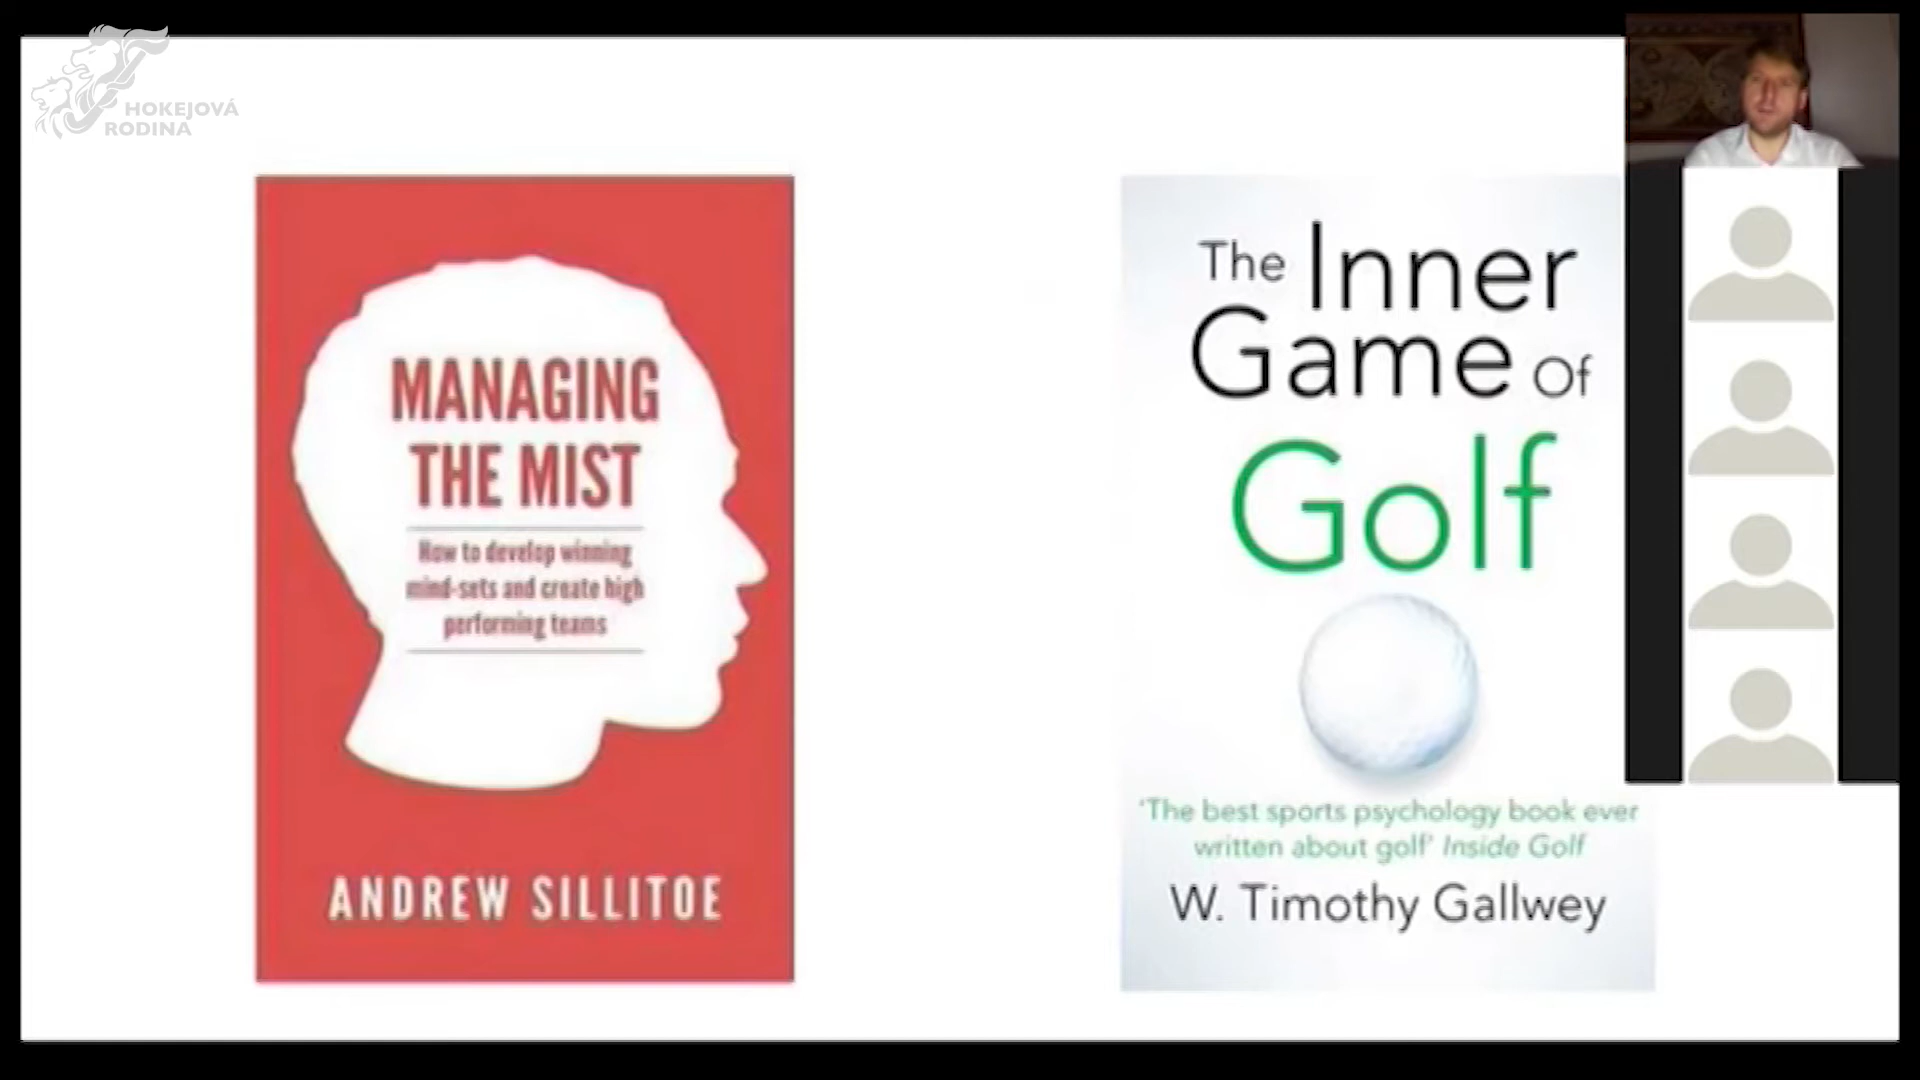 HOKEJOVÁ
RODINA
MANAGING
THE MIST
How to develop winning
mind-sets and create high
performing teams
ANDREW SILLITOE
The Inner
Game Of
Golf
'The best sports psychology book ever
written about golf' Inside Golf
W. Timothy Gallwey